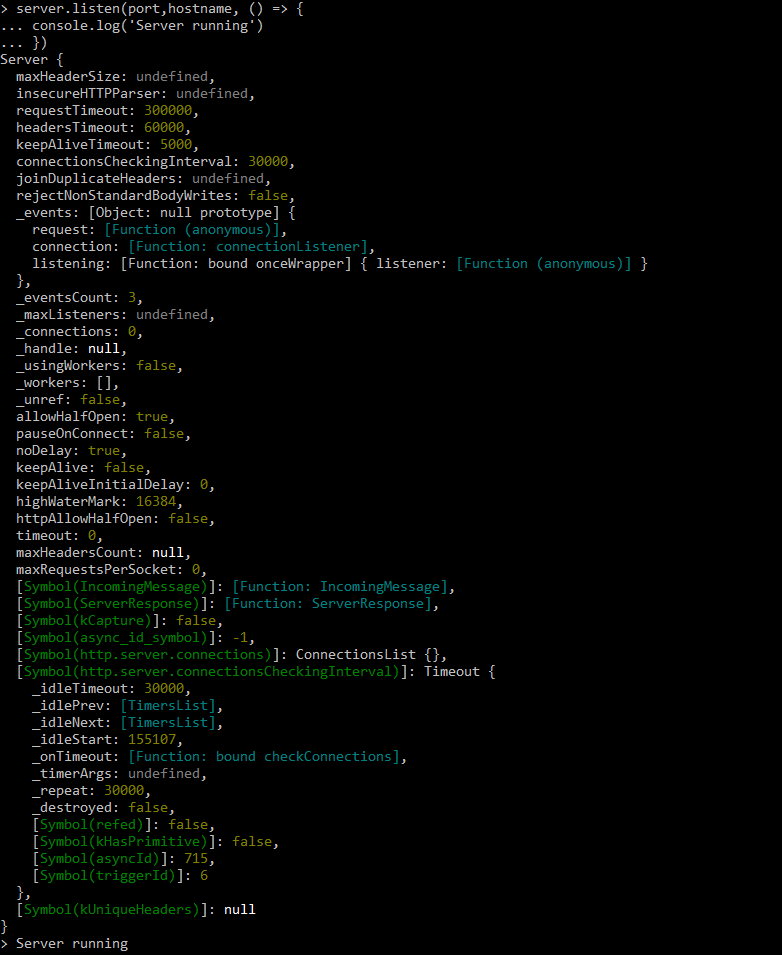 > server.listen(port,hostname, () => {
... console.log('Server running')
... })
Server {
  maxHeaderSize: undefined,
  insecureHTTPParser: undefined,
  requestTimeout: 300000,
  headersTimeout: 60000,
  keepAliveTimeout: 5000,
  connectionsCheckingInterval: 30000,
  joinDuplicateHeaders: undefined,
  rejectNonStandardBodyWrites: false,
  _events: [Object: null prototype] {
    request: [Function (anonymous)],
    connection: [Function: connectionListener],
    listening: [Function: bound onceWrapper] { listener: [Function (anonymous)] }
  },
  _eventsCount: 3,
  _maxListeners: undefined,
  _connections: 0,
  _handle: null,
  _usingWorkers: false,
  _workers: [],
  _unref: false,
  allowHalfOpen: true,
  pauseOnConnect: false,
  noDelay: true,
  keepAlive: false,
  keepAliveInitialDelay: 0,
  highWaterMark: 16384,
  httpAllowHalfOpen: false,
  timeout: 0,
  maxHeadersCount: null,
  maxRequestsPerSocket: 0,
  [Symbol(IncomingMessage)]: [Function: IncomingMessage],
  [Symbol(ServerResponse)]: [Function: ServerResponse],
  [Symbol(kCapture)]: false,
  [Symbol(async_id_symbol)]: -1,
  [Symbol(http.server.connections)]: ConnectionsList {},
  [Symbol(http.server.connectionsCheckingInterval)]: Timeout {
    _idleTimeout: 30000,
    _idlePrev: [TimersList],
    _idleNext: [TimersList],
    _idleStart: 155107,
    _onTimeout: [Function: bound checkConnections],
    _timerArgs: undefined,
    _repeat: 30000,
    _destroyed: false,
    [Symbol(refed)]: false,
    [Symbol(kHasPrimitive)]: false,
    [Symbol(asyncId)]: 715,
    [Symbol(triggerId)]: 6
  },
  [Symbol(kUniqueHeaders)]: null
}
> Server running